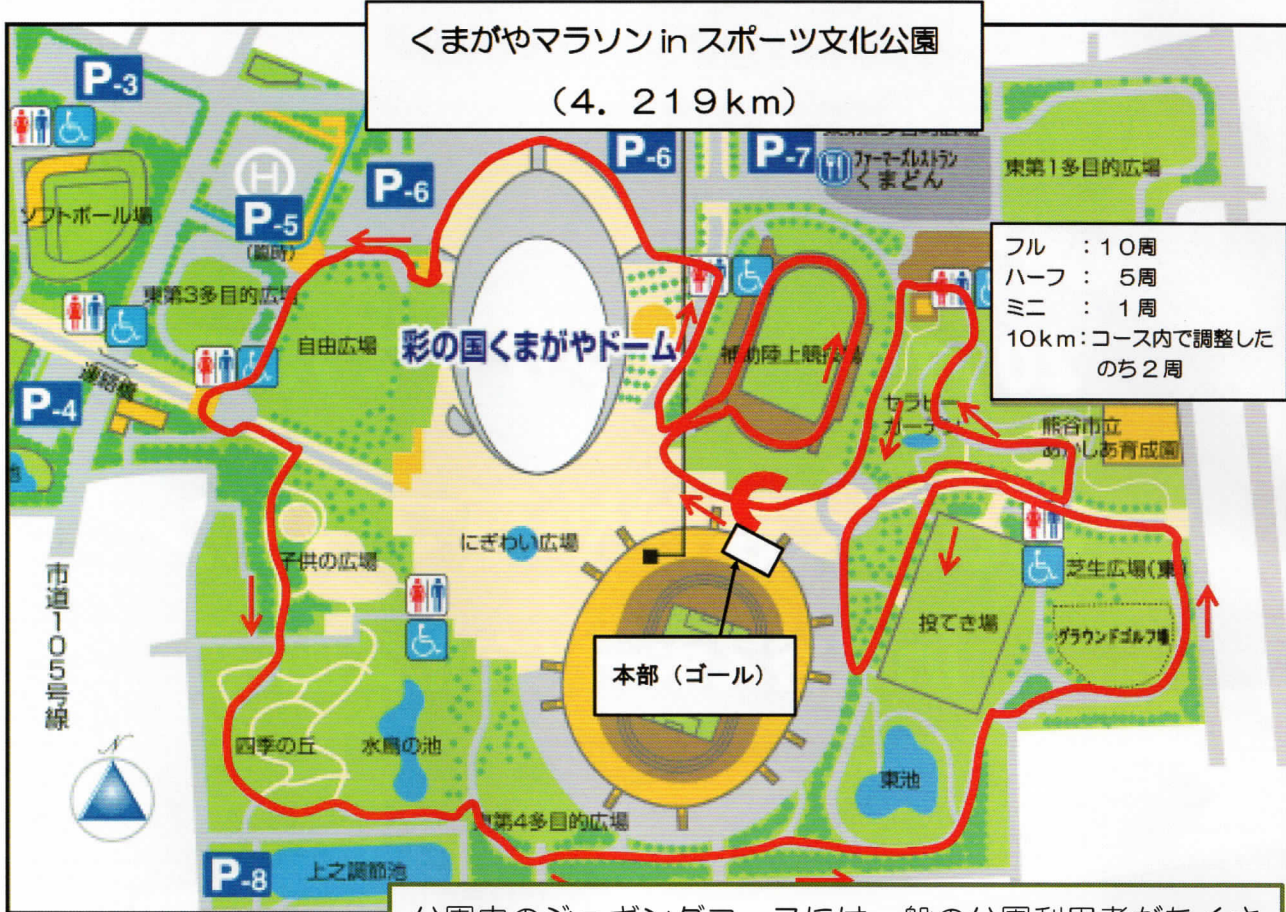 くまがやマラソン in スポーツ文化公園
(4．219km)
P-3
P-5
(臨時)
P-6
P-6
P-7
ファーマーズレストラン
くまどん
東第1多目的広場
ソフトボール場
フル ：１０周
ハーフ： 5周
ミニ ： 1周
10km：コース内で調整した
のち２周
東第3多目的広場
自由広場
彩の国くまがやドーム
補助陸上競技場
連絡橋
P-4
セラピー
ガーデン
熊谷市立
あかしあ育成園
にぎわい広場
子供の広場
芝生広場(東)
市道105号線
投てき場
グラウンドゴルフ場
本部（ゴール）
四季の丘
水鳥の池
N
東池
東第4多目的広場
P-8
上之調節池